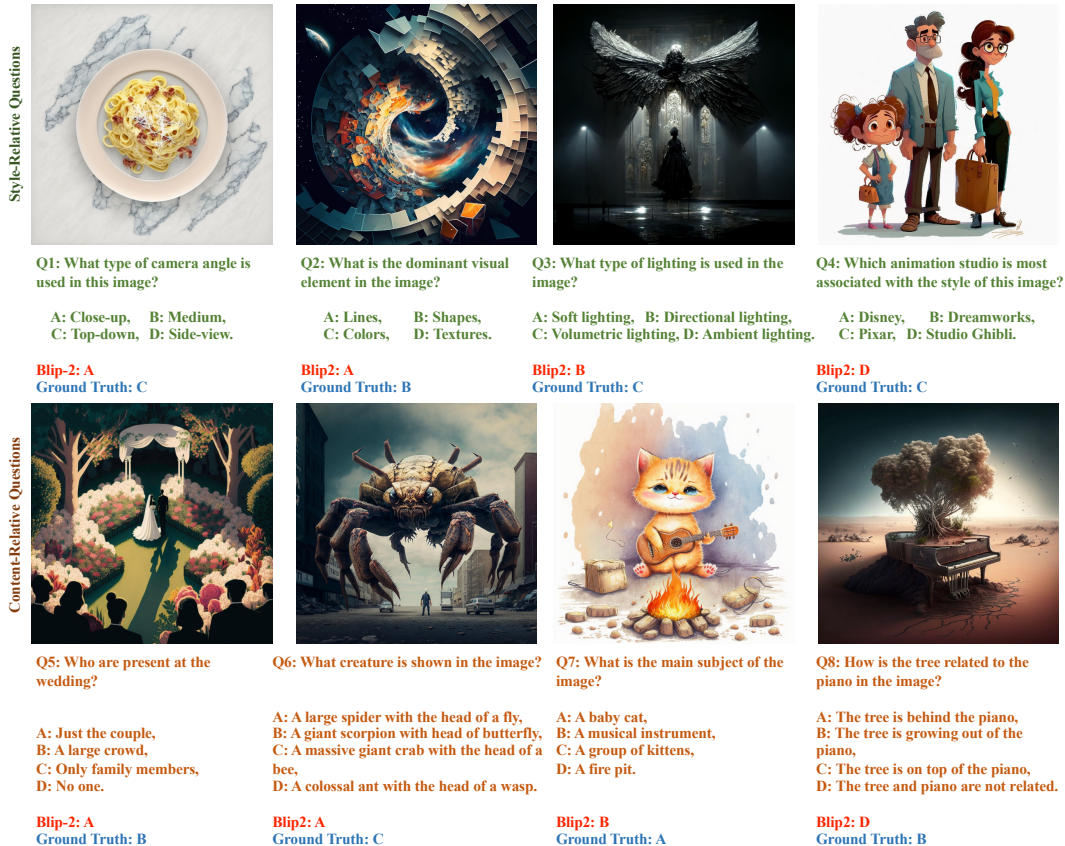 Style-Relative Questions
Q1: What type of camera angle is
used in this image?
A: Close-up, B: Medium,
C: Top-down, D: Side-view.
Blip-2: A
Ground Truth: C
Q2: What is the dominant visual
element in the image?
A: Lines, B: Shapes,
C: Colors, D: Textures.
Blip2: A
Ground Truth: B
Q3: What type of lighting is used in the
image?
A: Soft lighting, B: Directional lighting,
C: Volumetric lighting, D: Ambient lighting.
Blip2: B
Ground Truth: C
Q4: Which animation studio is most
associated with the style of this image?
A: Disney, B: Dreamworks,
C: Pixar, D: Studio Ghibli.
Blip2: D
Ground Truth: C
Content-Relative Questions
Q5: Who are present at the
wedding?
A: Just the couple,
B: A large crowd,
C: Only family members,
D: No one.
Blip-2: A
Ground Truth: B
Q6: What creature is shown in the image?
A: A large spider with the head of a fly,
B: A giant scorpion with head of butterfly,
C: A massive giant crab with the head of a
bee,
D: A colossal ant with the head of a wasp.
Blip2: A
Ground Truth: C
Q7: What is the main subject of the
image?
A: A baby cat,
B: A musical instrument,
C: A group of kittens,
D: A fire pit.
Blip2: B
Ground Truth: A
Q8: How is the tree related to the
piano in the image?
A: The tree is behind the piano,
B: The tree is growing out of the
piano,
C: The tree is on top of the piano,
D: The tree and piano are not related.
Blip2: D
Ground Truth: B